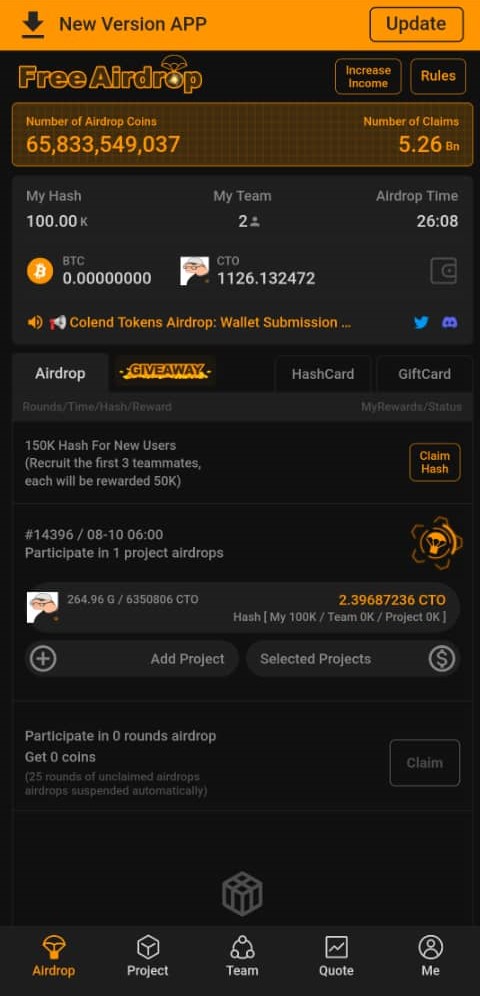 New Version APP
Update
Free Airdrop
Increase
Income
Rules
Number of Airdrop Coins
Number of Claims
65,833,549,037
5.26 Bn
My Hash
My Team
Airdrop Time
100.00 K
2
26:08
BTC
0.00000000
CTO
1126.132472
Colend Tokens Airdrop: Wallet Submission ...
Airdrop
GIVEAWAY
HashCard
GiftCard
Rounds/Time/Hash/Reward
MyRewards/Status
150K Hash For New Users
(Recruit the first 3 teammates,
each will be rewarded 50K)
Claim
Hash
#14396 / 08-10 06:00
Participate in 1 project airdrops
264.96 G / 6350806 CTO
2.39687236 CTO
Hash [ My 100K / Team 0K / Project 0K ]
Add Project
Selected Projects
Participate in 0 rounds airdrop
Get 0 coins
(25 rounds of unclaimed airdrops
airdrops suspended automatically)
Claim
Airdrop
Project
Team
Quote
Me